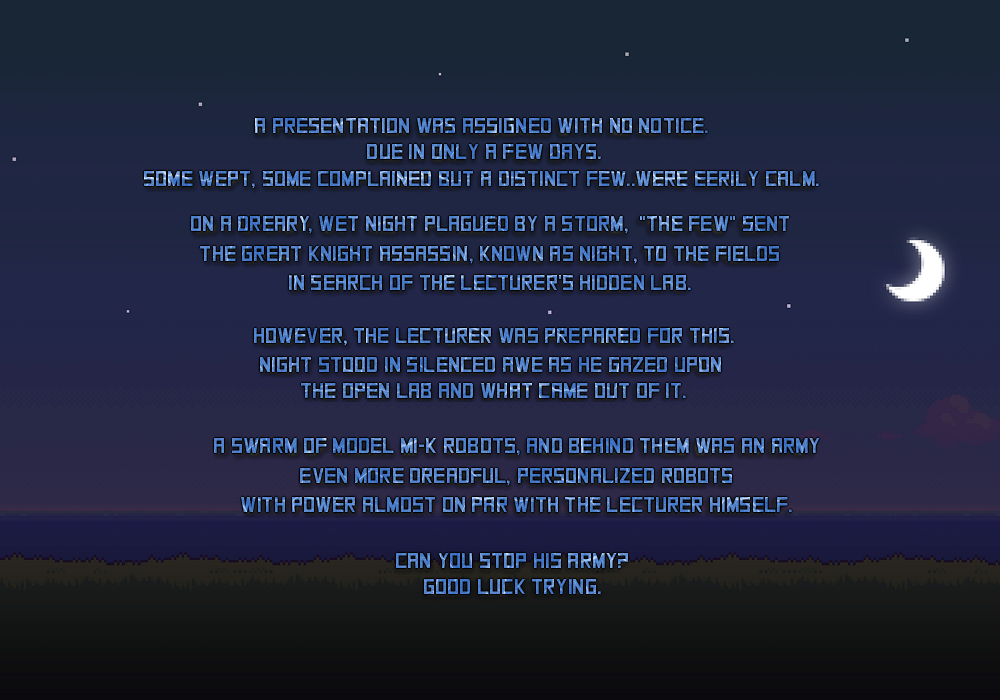 A PRESENTATION WAS ASSIGNED WITH NO NOTICE.
DUE IN ONLY A FEW DAYS.
SOME WEPT, SOME COMPLAINED BUT A DISTINCT FEW..WERE EERILY CALM.
ON A DREARY, WET NIGHT PLAGUED BY A STORM, "THE FEW" SENT
THE GREAT KNIGHT ASSASSIN, KNOWN AS NIGHT, TO THE FIELDS
IN SEARCH OF THE LECTURER'S HIDDEN LAB.
HOWEVER, THE LECTURER WAS PREPARED FOR THIS.
NIGHT STOOD IN SILENCED AWE AS HE GAZED UPON
THE OPEN LAB AND WHAT CAME OUT OF IT.
A SWARM OF MODEL MI-K ROBOTS, AND BEHIND THEM WAS AN ARMY
EVEN MORE DREADFUL, PERSONALIZED ROBOTS
WITH POWER ALMOST ON PAR WITH THE LECTURER HIMSELF.
CAN YOU STOP HIS ARMY?
GOOD LUCK TRYING.